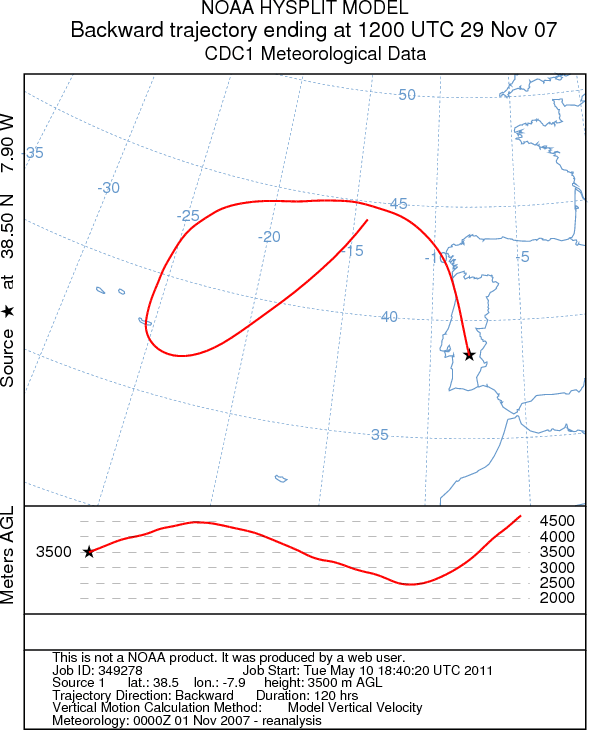 NOAA HYSPLIT MODEL
Backward trajectory ending at 1200 UTC 29 Nov 07
CDC1 Meteorological Data
Source ★ at 38.50 N 7.90 W
50
-35
-30
-25
45
-20
-15
-10
-5
40
35
Meters AGL
3500
4500
4000
3500
3000
2500
2000
This is not a NOAA product. It was produced by a web user.
Job ID: 349278 Job Start: Tue May 10 18:40:20 UTC 2011
Source 1 lat.: 38.5 lon.: -7.9 height: 3500 m AGL
Trajectory Direction: Backward Duration: 120 hrs
Vertical Motion Calculation Method: Model Vertical Velocity
Meteorology: 0000Z 01 Nov 2007 - reanalysis